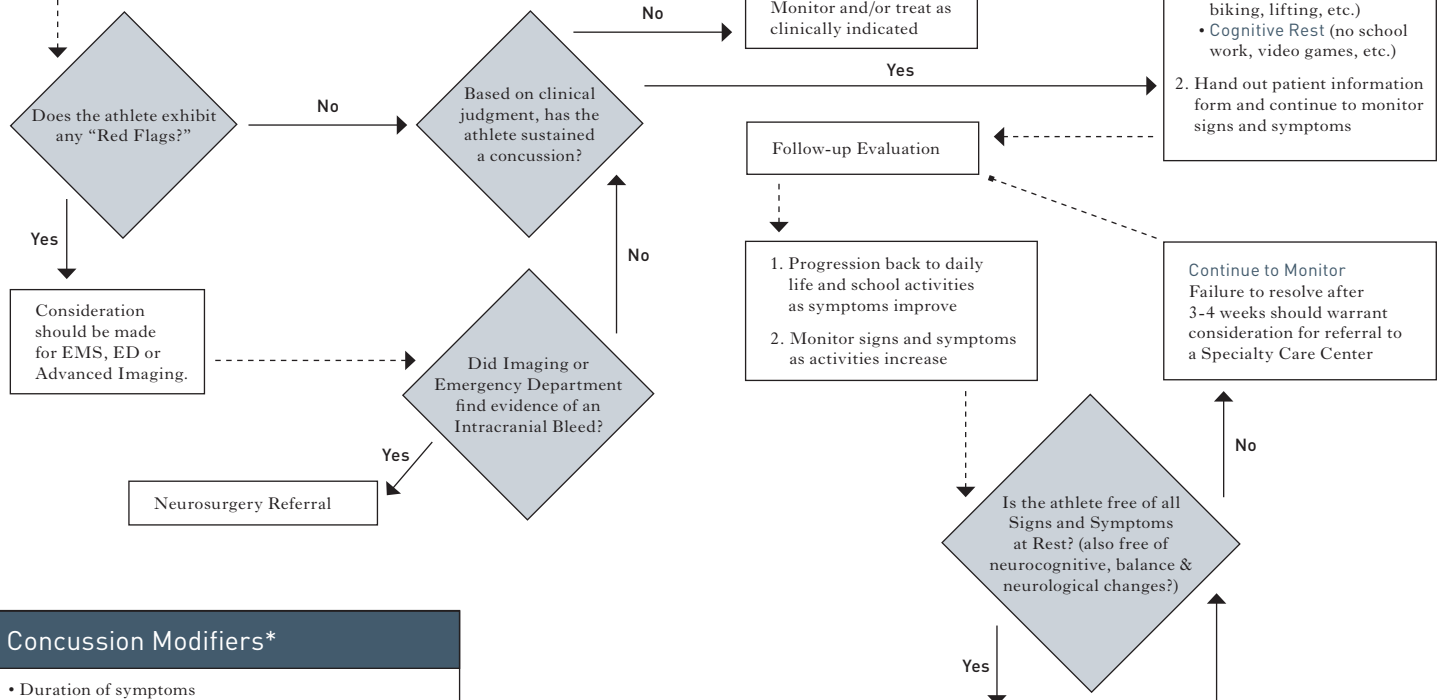 No
Monitor and/or treat as
clinically indicated
biking, lifting, etc.)
• Cognitive Rest (no school
work, video games, etc.)
2. Hand out patient information
form and continue to monitor
signs and symptoms
Yes
Does the athlete exhibit
any “Red Flags?”
No
Based on clinical
judgment, has the
athlete sustained
a concussion?
Follow-up Evaluation
Yes
No
Consideration
should be made
for EMS, ED or
Advanced Imaging.
Did Imaging or
Emergency Department
find evidence of an
Intracranial Bleed?
Yes
Neurosurgery Referral
1. Progression back to daily
life and school activities
as symptoms improve
2. Monitor signs and symptoms
as activities increase
Continue to Monitor
Failure to resolve after
3-4 weeks should warrant
consideration for referral to
a Specialty Care Center
No
Is the athlete free of all
Signs and Symptoms
at Rest? (also free of
neurocognitive, balance &
neurological changes?)
Yes
Concussion Modifiers*
• Duration of symptoms